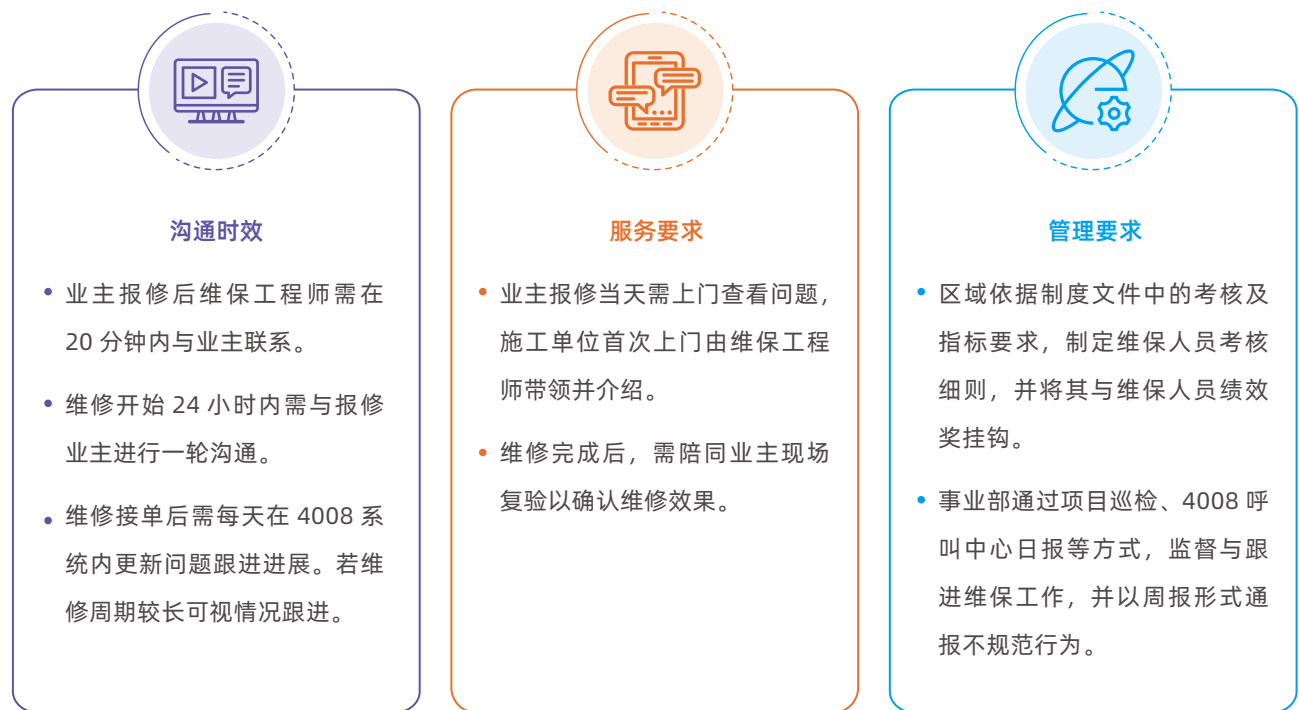 沟通时效
业主报修后维保工程师需在
20 分钟内与业主联系。
维修开始 24 小时内需与报修
业主进行一轮沟通。
维修接单后需每天在 4008 系
统内更新问题跟进进展。若维
修周期较长可视情况跟进。
服务要求
业主报修当天需上门查看问题，
施工单位首次上门由维保工程
师带领并介绍。
维修完成后，需陪同业主现场
复验以确认维修效果。
管理要求
区域依据制度文件中的考核及
指标要求，制定维保人员考核
细则，并将其与维保人员绩效
奖挂钩。
事业部通过项目巡检、4008 呼
叫中心日报等方式，监督与跟
进维保工作，并以周报形式通
报不规范行为。